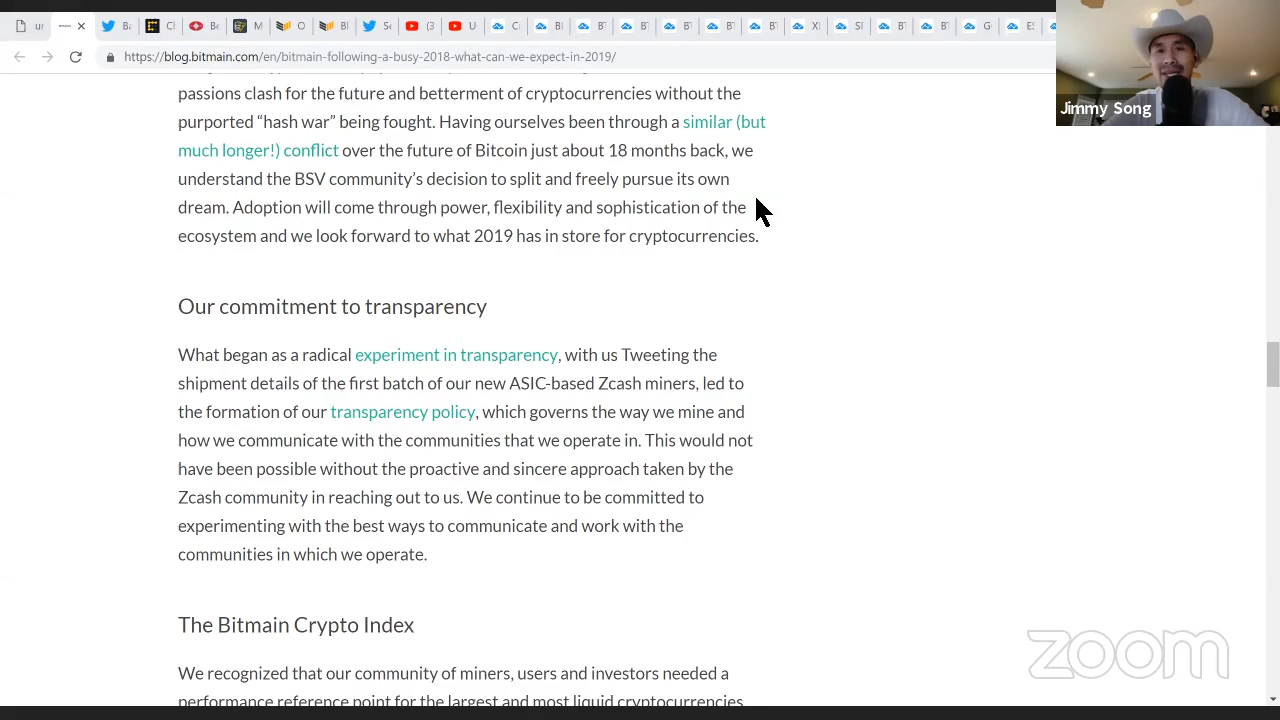 ur
Ba
Cl
Bl
M
O
Bl
Se
(3
U
https://blog.bitmain.com/en/bitmain-following-a-busy-2018-what-can-we-expect-in-2019/
Jimmy Song
passions clash for the future and betterment of cryptocurrencies without the
purported “hash war” being fought. Having ourselves been through a similar (but
much longer!) conflict over the future of Bitcoin just about 18 months back, we
understand the BSV community’s decision to split and freely pursue its own
dream. Adoption will come through power, flexibility and sophistication of the
ecosystem and we look forward to what 2019 has in store for cryptocurrencies.
Our commitment to transparency
What began as a radical experiment in transparency, with us Tweeting the
shipment details of the first batch of our new ASIC-based Zcash miners, led to
the formation of our transparency policy, which governs the way we mine and
how we communicate with the communities that we operate in. This would not
have been possible without the proactive and sincere approach taken by the
Zcash community in reaching out to us. We continue to be committed to
experimenting with the best ways to communicate and work with the
communities in which we operate.
The Bitmain Crypto Index
We recognized that our community of miners, users and investors needed a
performance reference point for the largest and most liquid cryptocurrencies
zoom